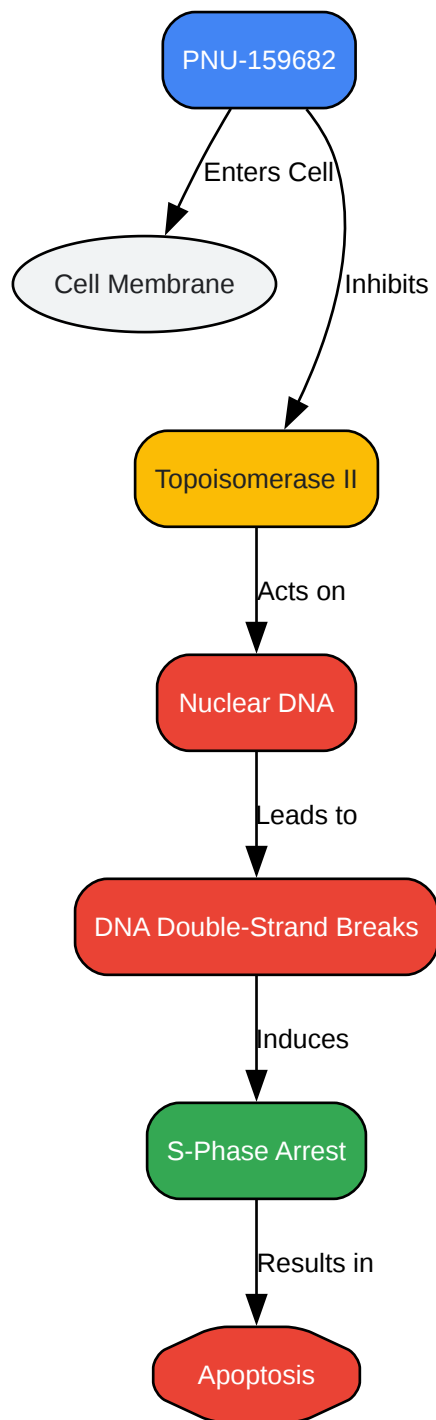 PNU-159682
Enters Cell
Cell Membrane
Inhibits
Topoisomerase II
Acts on
Nuclear DNA
Leads to
DNA Double-Strand Breaks
Induces
S-Phase Arrest
Results in
Apoptosis